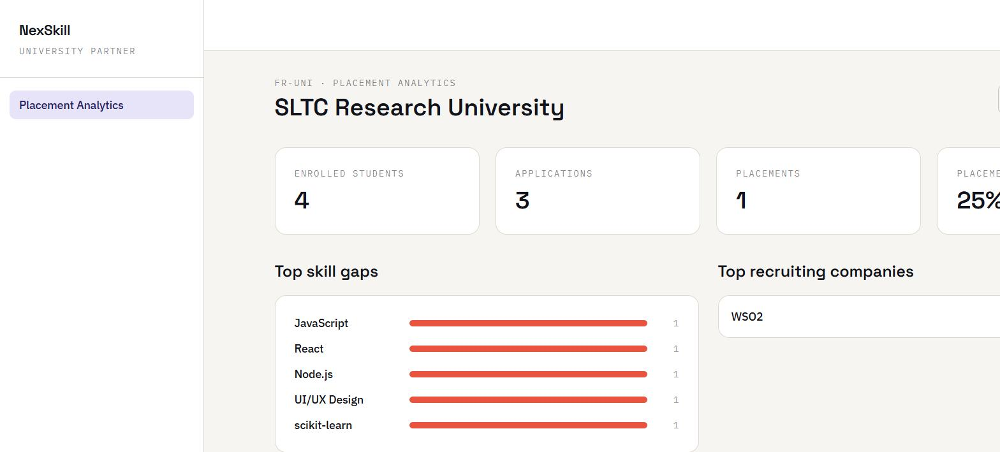 NexSkill
UNIVERSITY PARTNER
Placement Analytics
FR-UNI · PLACEMENT ANALYTICS
SLTC Research University
ENROLLED STUDENTS
4
APPLICATIONS
3
PLACEMENTS
1
25%
Top skill gaps
JavaScript 1
React 1
Node.js 1
UI/UX Design 1
scikit-learn 1
Top recruiting companies
WSO2